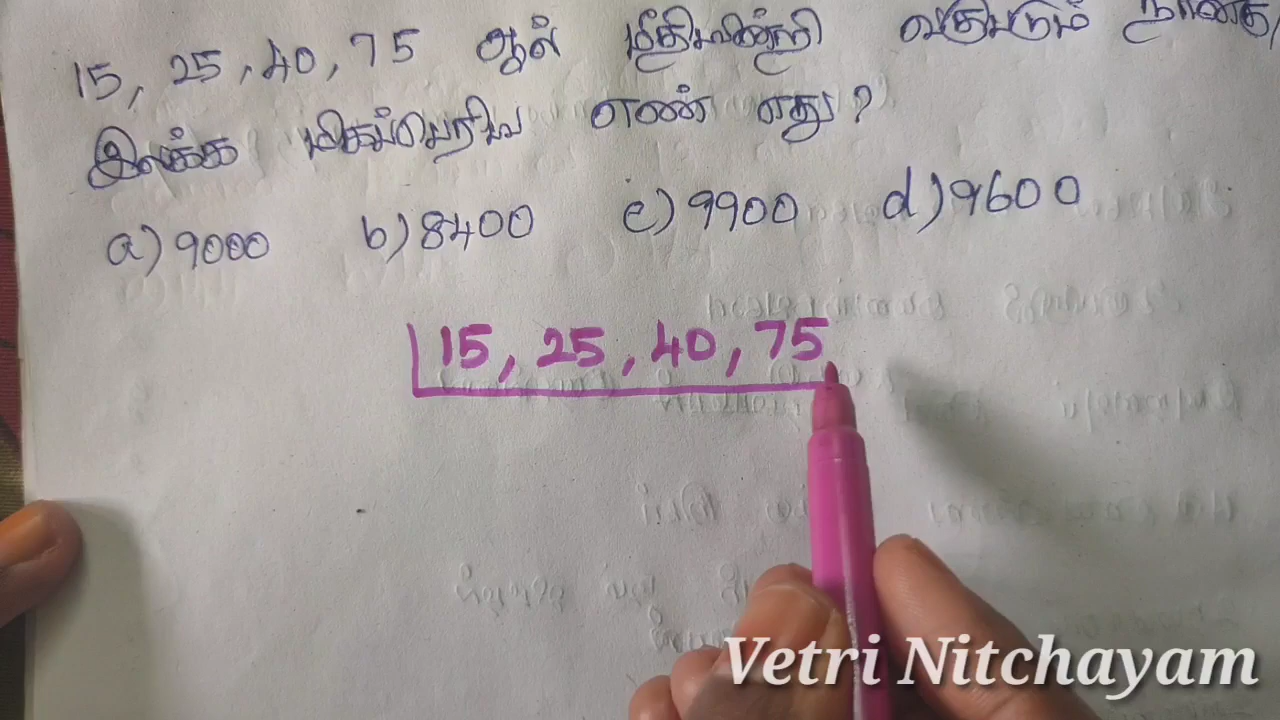 15, 25, 40, 75 ஆல் மீதியின்றி வகுபடும் நான்கு
இலக்க மிகப்பெரிய எண் எது?
a) 9000 b) 8400 c) 9900 d) 9600
15, 25, 40, 75
Vetri Nitchayam